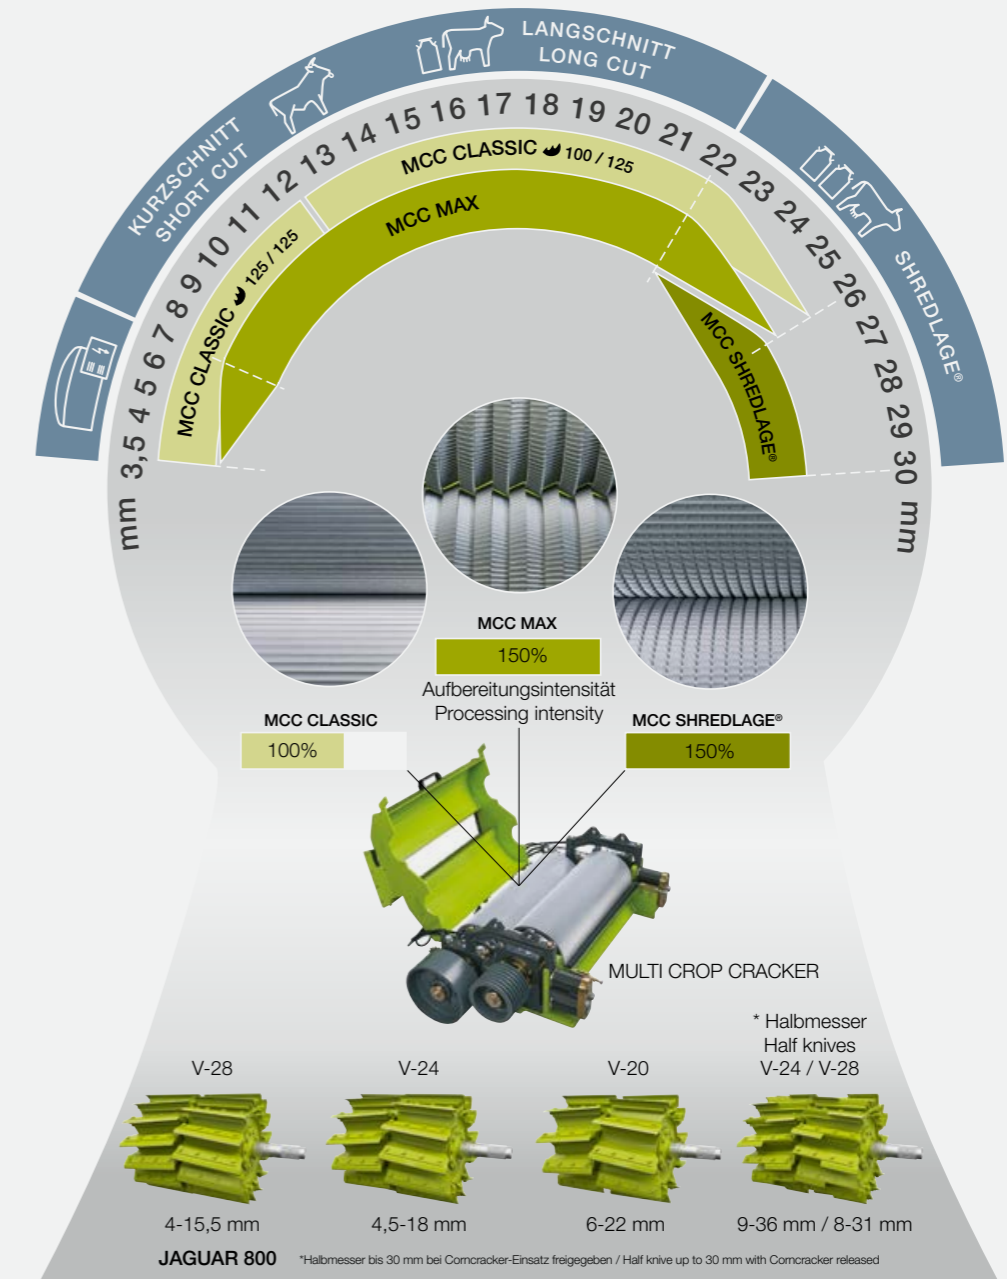 KURZSCHNITT
SHORT CUT
LANGSCHNITT
LONG CUT
SHREDLAGE®
mm 3,5 4 5 6 7 8 9 10 11 12 13 14 15 16 17 18 19 20 21 22 23 24 25 26 27 28 29 30 mm
MCC CLASSIC 125 / 125
MCC CLASSIC 100 / 125
MCC MAX
MCC SHREDLAGE®
MCC MAX
150%
Aufbereitungsintensität
Processing intensity
MCC CLASSIC
100%
MCC SHREDLAGE®
150%
MULTI CROP CRACKER
* Halbmesser
Half knives
V-28 V-24 V-20 V-24 / V-28
4-15,5 mm 4,5-18 mm 6-22 mm 9-36 mm / 8-31 mm
JAGUAR 800 *Halbmesser bis 30 mm bei Corncracker-Einsatz freigegeben / Half knive up to 30 mm with Corncracker released